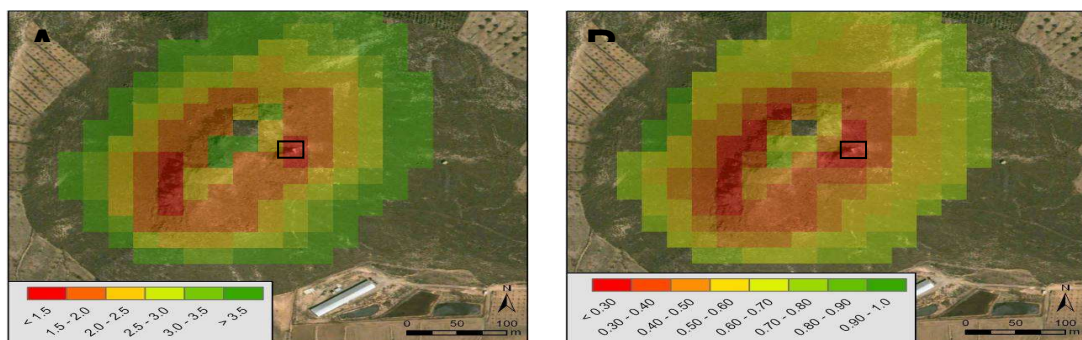 A
< 1.5
1.5 - 2.0
2.0 - 2.5
2.5 - 3.0
3.0 - 3.5
> 3.5
N
0 50 100
m
< 0.30
0.30 - 0.40
0.40 - 0.50
0.50 - 0.60
0.60 - 0.70
0.70 - 0.80
0.80 - 0.90
0.90 - 1.0
N
0 50 100
m